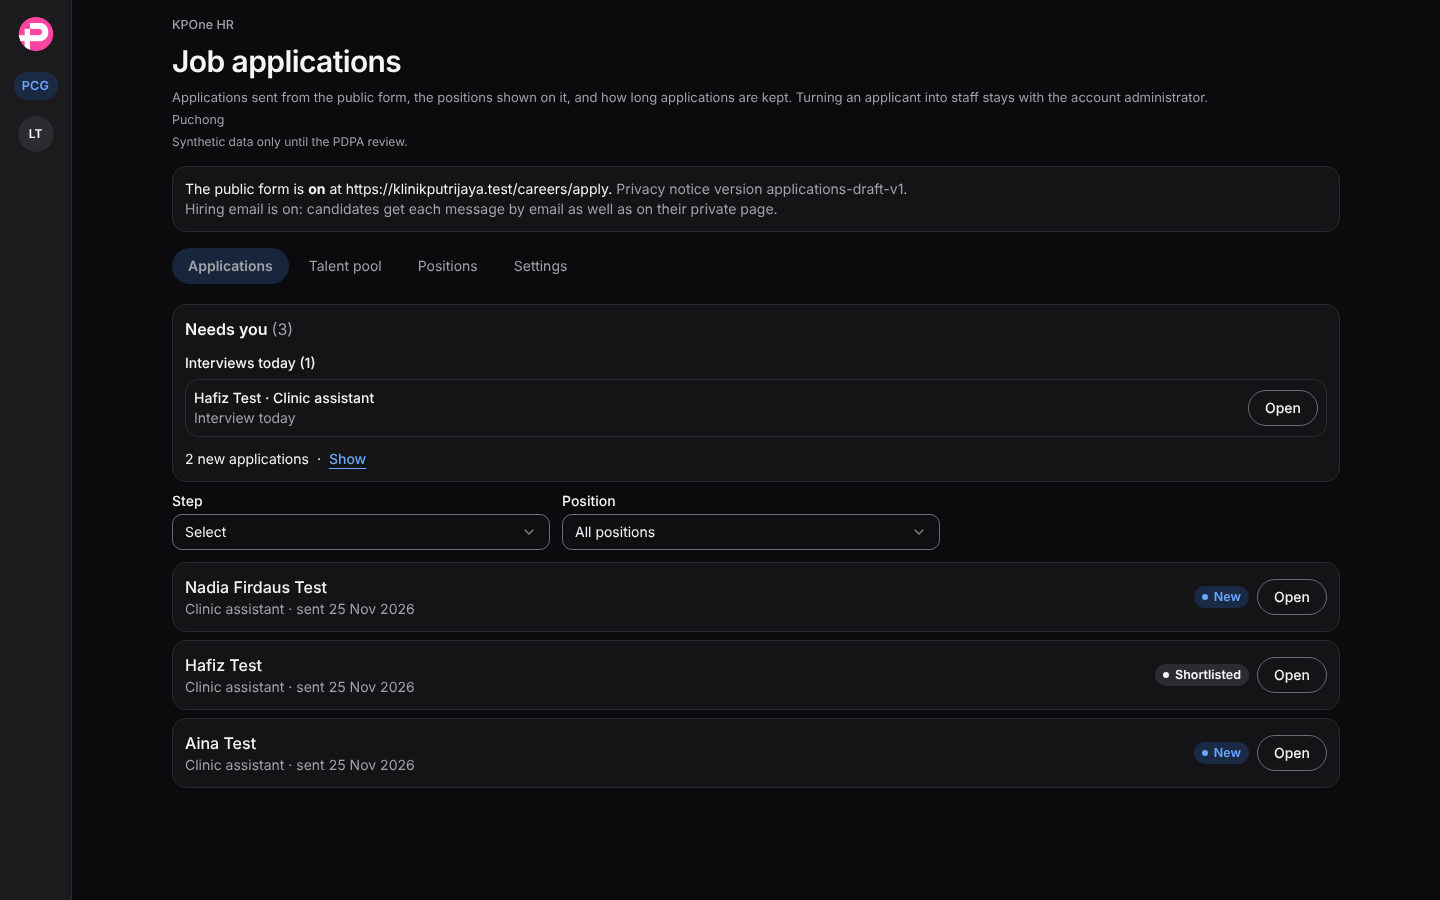 KPOne HR
PCG
LT
Job applications
Applications sent from the public form, the positions shown on it, and how long applications are kept. Turning an applicant into staff stays with the account administrator.
Puchong
Synthetic data only until the PDPA review.
The public form is on at https://klinikputrijaya.test/careers/apply. Privacy notice version applications-draft-v1.
Hiring email is on: candidates get each message by email as well as on their private page.
Applications Talent pool Positions Settings
Needs you (3)
Interviews today (1)
Hafiz Test · Clinic assistant
Interview today
Open
2 new applications · Show
Step Position
Select All positions
Nadia Firdaus Test
Clinic assistant · sent 25 Nov 2026
New Open
Hafiz Test
Clinic assistant · sent 25 Nov 2026
Shortlisted Open
Aina Test
Clinic assistant · sent 25 Nov 2026
New Open